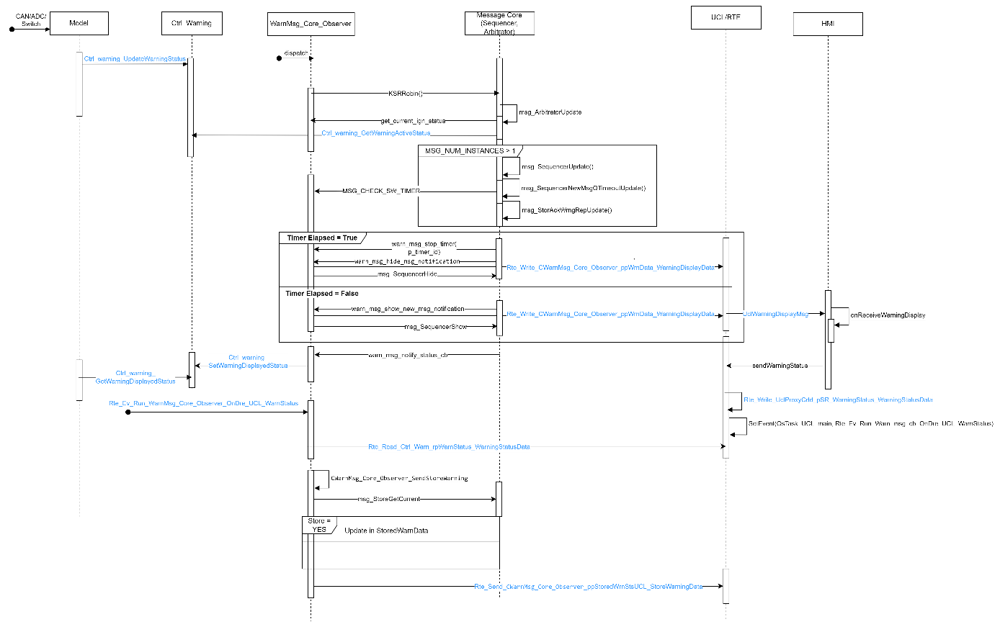 CAN/ADC/
Switch
Model
Ctrl_Warning
WarnMsg_Core_Observer
Message Core
(Sequencer,
Arbitrator)
UCL/RTE
HMI
dispatch
Ctrl_warning_UpdateWarningStatus
KSRRobin()
msg_ArbitratorUpdate
get_current_ign_status
Ctrl_warning_GetWarningActiveStatus
MSG_NUM_INSTANCES > 1
msg_SequencerUpdate()
msg_SequencerNewMsgQTimeoutUpdate()
MSG_CHECK_SW_TIMER
msg_StorAckWrngRepUpdate()
Timer Elapsed = True
warn_msg_stop_timer(
p_timer_id)
warn_msg_hide_msg_notification
Rte_Write_CWarnMsg_Core_Observer_ppWrnData_WarningDisplayData
msg_SequencerHide
Timer Elapsed = False
warn_msg_show_new_msg_notification
Rte_Write_CWarnMsg_Core_Observer_ppWrnData_WarningDisplayData
UclWarningDisplayMsg
onReceiveWarningDisplay
msg_SequencerShow
warn_msg_notify_status_cb
Ctrl_warning_
SetWarningDisplayedStatus
sendWarningStatus
Ctrl_warning_
GetWarningDisplayedStatus
Rte_Write_UclProxyCdd_pSR_WarningStatus_WarningStatusData
Rte_Ev_Run_WarnMsg_Core_Observer_OnDre_UCL_WarnStatus
SetEvent(OsTask_UCL_main, Rte_Ev_Run_Warn_msg_cb_OnDre_UCL_WarnStatus)
Rte_Read_Ctrl_Warn_rpWarnStatus_WarningStatusData
CWarnMsg_Core_Observer_SendStoreWarning
msg_StoreGetCurrent
Store =
YES
Update in StoredWarnData
Rte_Send_CWarnMsg_Core_Observer_ppStoredWrnStsUCL_StoreWarningData